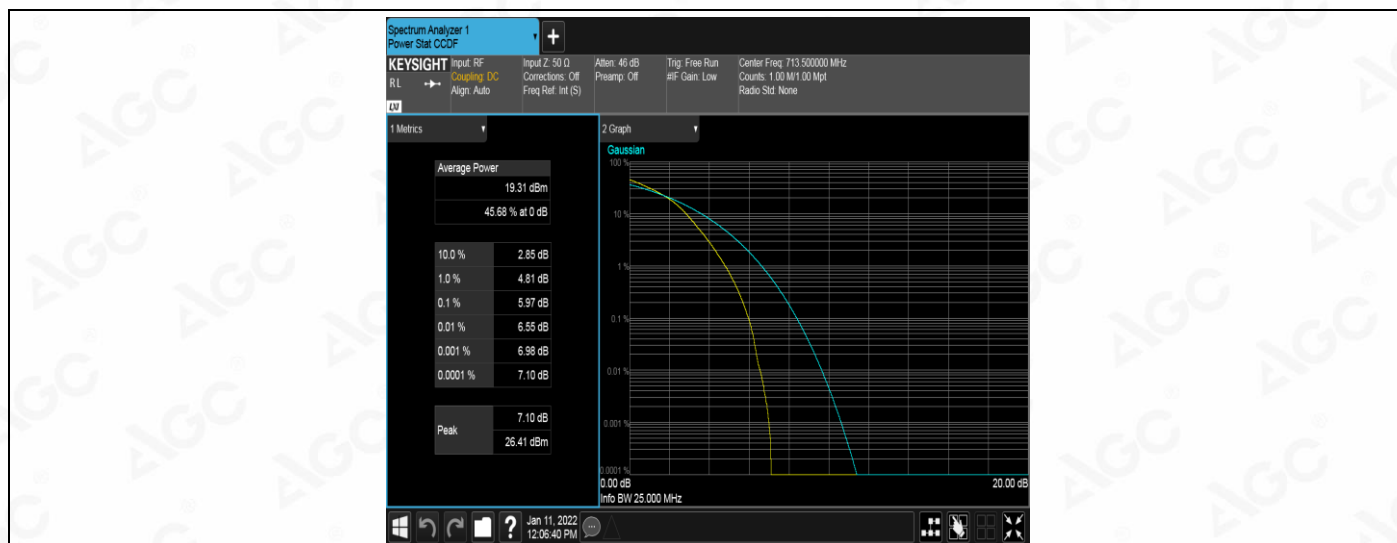 Spectrum Analyzer 1
Power Stat CCDF
KEYSIGHT
R L
LXI
Input: RF
Coupling: DC
Align: Auto
Input Z: 50 Ω
Corrections: Off
Freq Ref: Int (S)
Atten: 46 dB
Preamp: Off
Trig: Free Run
#IF Gain: Low
Center Freq: 713.500000 MHz
Counts: 1.00 M/1.00 Mpt
Radio Std: None
1 Metrics
Average Power
19.31 dBm
45.68 % at 0 dB
10.0 % 2.85 dB
1.0 % 4.81 dB
0.1 % 5.97 dB
0.01 % 6.55 dB
0.001 % 6.98 dB
0.0001 % 7.10 dB
Peak
7.10 dB
26.41 dBm
2 Graph
Gaussian
100 %
10 %
1 %
0.1 %
0.01 %
0.001 %
0.0001 %
0.00 dB 20.00 dB
Info BW 25.000 MHz
Jan 11, 2022
12:06:40 PM
AGC